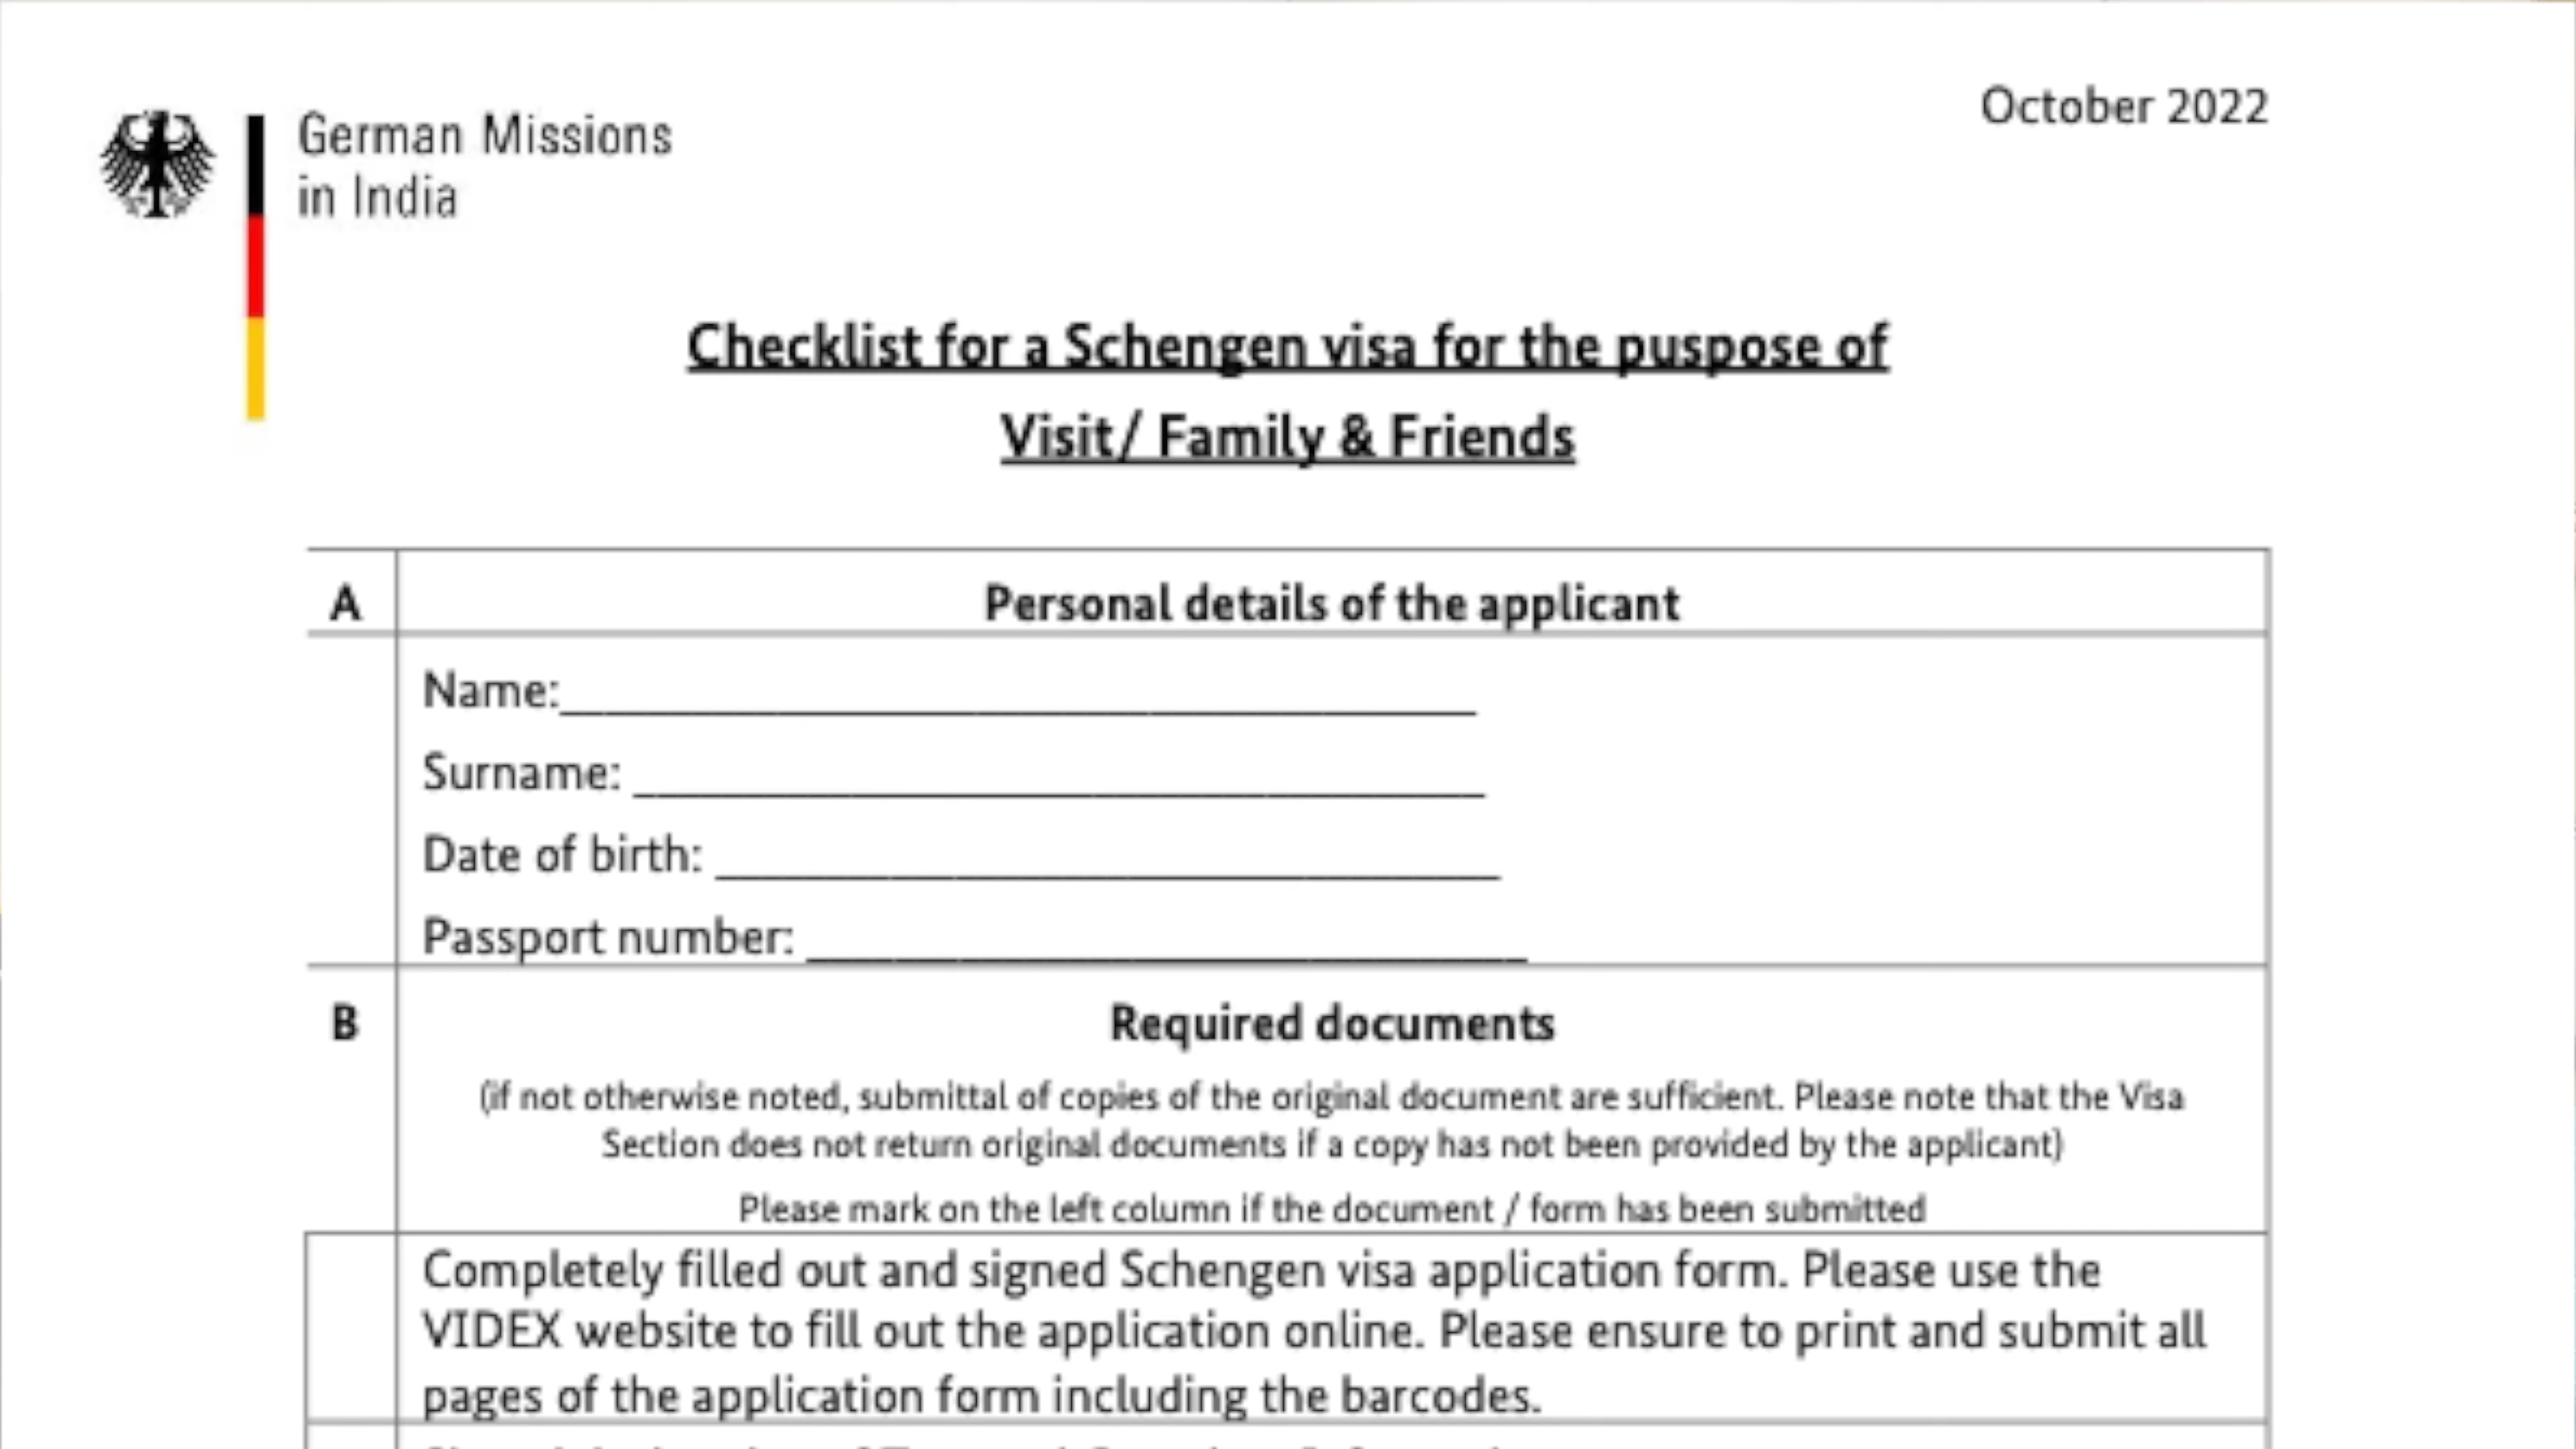 October 2022
German Missions
in India
Checklist for a Schengen visa for the puspose of
Visit/ Family & Friends
A Personal details of the applicant
Name:
Surname:
Date of birth:
Passport number:
B Required documents
(if not otherwise noted, submittal of copies of the original document are sufficient. Please note that the Visa
Section does not return original documents if a copy has not been provided by the applicant)
Please mark on the left column if the document / form has been submitted
Completely filled out and signed Schengen visa application form. Please use the
VIDEX website to fill out the application online. Please ensure to print and submit all
pages of the application form including the barcodes.